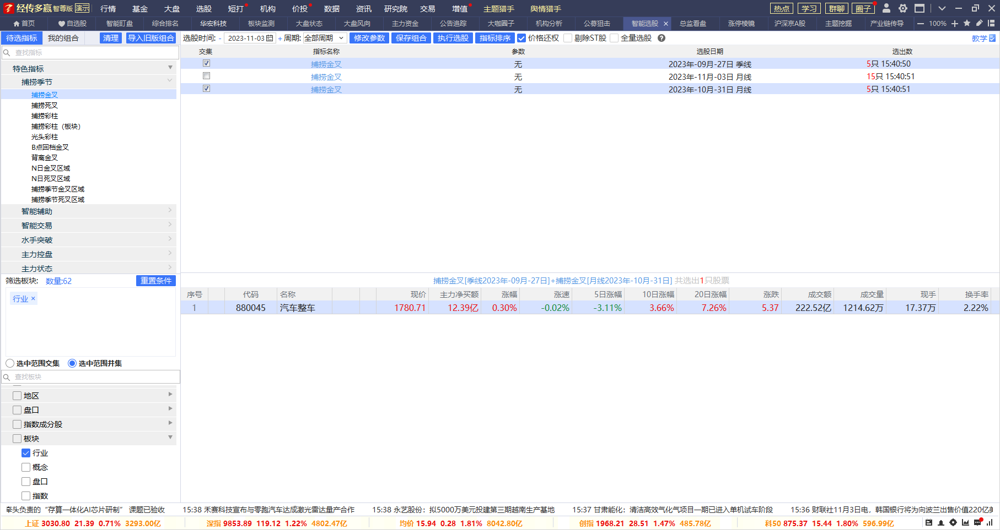 经传多赢 智尊版 演示 行情 基金 大盘 选股 短打 机构 价投 数据 资讯 研究院 交易 增值 主题猎手 舆情猎手 热点 学习 群聊 圈子
首页 自选股 智能盯盘 综合排名 华宏科技 板块监测 大盘状态 大盘风向 主力资金 公告追踪 大咖圈子 机构分析 公募狙击 智能选股 × 总监看盘 涨停棱镜 沪深京A股 主题挖掘 产业链传导 100%
待选指标 我的组合 清理 导入旧版组合 选股时间: - 2023-11-03 + 周期: 全部周期 修改参数 保存组合 执行选股 指标排序 价格还权 剔除ST股 全量选股 教学
查找指标
交集 指标名称 参数 选股日期 选出数
捕捞金叉 无 2023年-09月-27日 季线 5只 15:40:50
捕捞金叉 无 2023年-11月-03日 月线 15只 15:40:51
捕捞金叉 无 2023年-10月-31日 月线 5只 15:40:51
特色指标
捕捞季节
捕捞金叉
捕捞死叉
捕捞彩柱
捕捞彩柱（板块）
光头彩柱
B点回档金叉
背离金叉
N日金叉区域
N日死叉区域
捕捞季节金叉区域
捕捞季节死叉区域
智能辅助
智能交易
水手突破
主力控盘
主力状态
筛选板块: 数量:62 重置条件
行业 ×
选中范围交集 选中范围并集
查找板块
地区
盘口
指数成分股
板块
行业
概念
盘口
指数
捕捞金叉[季线2023年-09月-27日]+捕捞金叉[月线2023年-10月-31日] 共选出1只股票
序号 代码 名称 现价 主力净买额 涨幅 涨速 5日涨幅 10日涨幅 20日涨幅 涨跌 成交额 成交量 现手 换手率
1 880045 汽车整车 1780.71 12.39亿 0.30% -0.02% -3.11% 3.66% 7.26% 5.37 222.52亿 1214.62万 17.37万 2.22%
牵头负责的“存算一体化AI芯片研制” 课题已验收 15:38 禾赛科技宣布与零跑汽车达成激光雷达量产合作 15:38 永艺股份：拟5000万美元投建第三期越南生产基地 15:37 甘肃能化：清洁高效气化气项目一期已进入单机试车阶段 15:36 财联社11月3日电，韩国银行将为向波兰出售价值220亿美
上证 3030.80 21.39 0.71% 3293.00亿 深指 9853.89 119.12 1.22% 4802.47亿 均价 15.94 0.28 1.81% 8042.80亿 创指 1968.21 28.51 1.47% 485.78亿 科50 875.37 15.44 1.80% 596.99亿